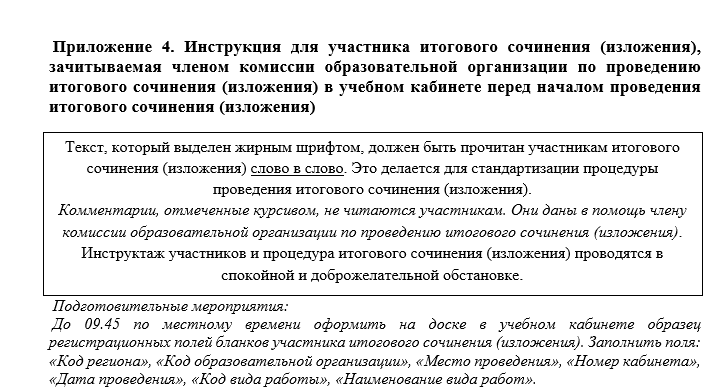 Приложение 4. Инструкция для участника итогового сочинения (изложения),
зачитываемая членом комиссии образовательной организации по проведению
итогового сочинения (изложения) в учебном кабинете перед началом проведения
итогового сочинения (изложения)
Текст, который выделен жирным шрифтом, должен быть прочитан участникам итогового
сочинения (изложения) слово в слово. Это делается для стандартизации процедуры
проведения итогового сочинения (изложения).
Комментарии, отмеченные курсивом, не читаются участникам. Они даны в помощь члену
комиссии образовательной организации по проведению итогового сочинения (изложения).
Инструктаж участников и процедура итогового сочинения (изложения) проводятся в
спокойной и доброжелательной обстановке.
Подготовительные мероприятия:
До 09.45 по местному времени оформить на доске в учебном кабинете образец
регистрационных полей бланков участника итогового сочинения (изложения). Заполнить поля:
«Код региона», «Код образовательной организации», «Место проведения», «Номер кабинета»,
«Дата проведения», «Код вида работы», «Наименование вида работ».